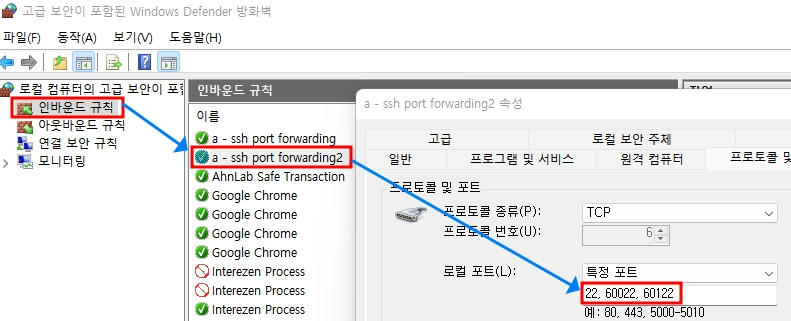 고급 보안이 포함된 Windows Defender 방화벽
파일(F) 동작(A) 보기(V) 도움말(H)
로컬 컴퓨터의 고급 보안이 포함
인바운드 규칙
아웃바운드 규칙
연결 보안 규칙
모니터링
인바운드 규칙
이름
a - ssh port forwarding
a - ssh port forwarding2
AhnLab Safe Transaction
Google Chrome
Google Chrome
Google Chrome
Google Chrome
Interezen Process
Interezen Process
Interezen Process
a - ssh port forwarding2 속성
고급 로컬 보안 주체
일반 프로그램 및 서비스 원격 컴퓨터 프로토콜 및
프로토콜 및 포트
프로토콜 종류(P): TCP
프로토콜 번호(U): 6
로컬 포트(L): 특정 포트
22, 60022, 60122
예: 80, 443, 5000-5010